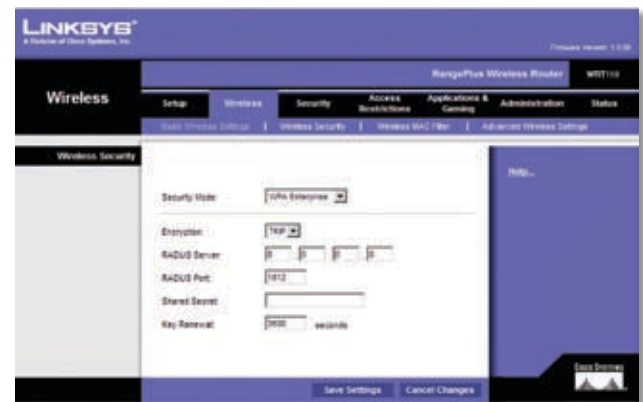 LINKSYS®
A Division of Cisco Systems, Inc.
Firmware Version: 1.0.00
RangePlus Wireless Router
WRT110
Wireless
Setup
Wireless
Security
Access Restrictions
Applications & Gaming
Administration
Status
Basic Wireless Settings | Wireless Security | Wireless MAC Filter | Advanced Wireless Settings
Wireless Security
Help...
Security Mode: WPA Enterprise
Encryption: TKIP
RADIUS Server: 0 . 0 . 0 . 0
RADIUS Port: 1812
Shared Secret:
Key Renewal: 3600 seconds
Save Settings
Cancel Changes
Cisco Systems